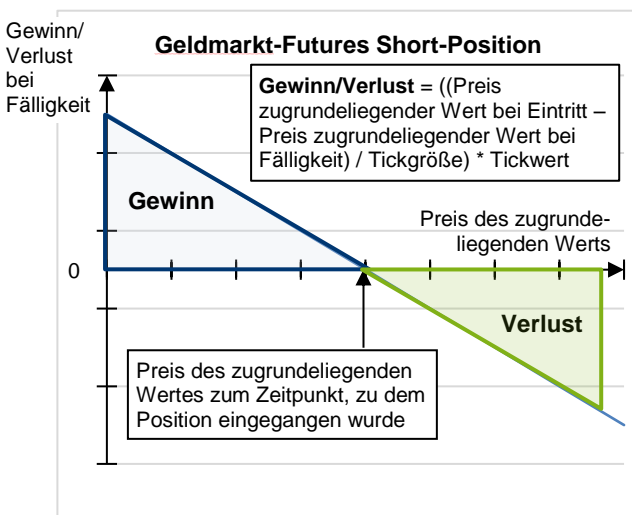 Gewinn/
Verlust
bei
Fälligkeit
Geldmarkt-Futures Short-Position
Gewinn/Verlust = ((Preis
zugrundeliegender Wert bei Eintritt –
Preis zugrundeliegender Wert bei
Fälligkeit) / Tickgröße) * Tickwert
Gewinn
Preis des zugrunde-
liegenden Werts
0
Verlust
Preis des zugrundeliegenden
Wertes zum Zeitpunkt, zu dem
Position eingegangen wurde